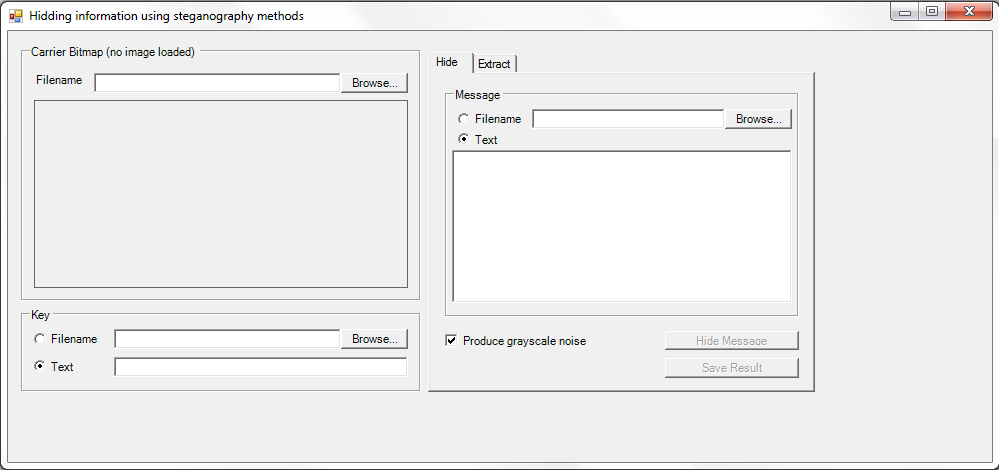 Hidding information using steganography methods
Carrier Bitmap (no image loaded)
Filename Browse...
Key
Filename Browse...
Text
Hide Extract
Message
Filename Browse...
Text
Produce grayscale noise Hide Message
Save Result